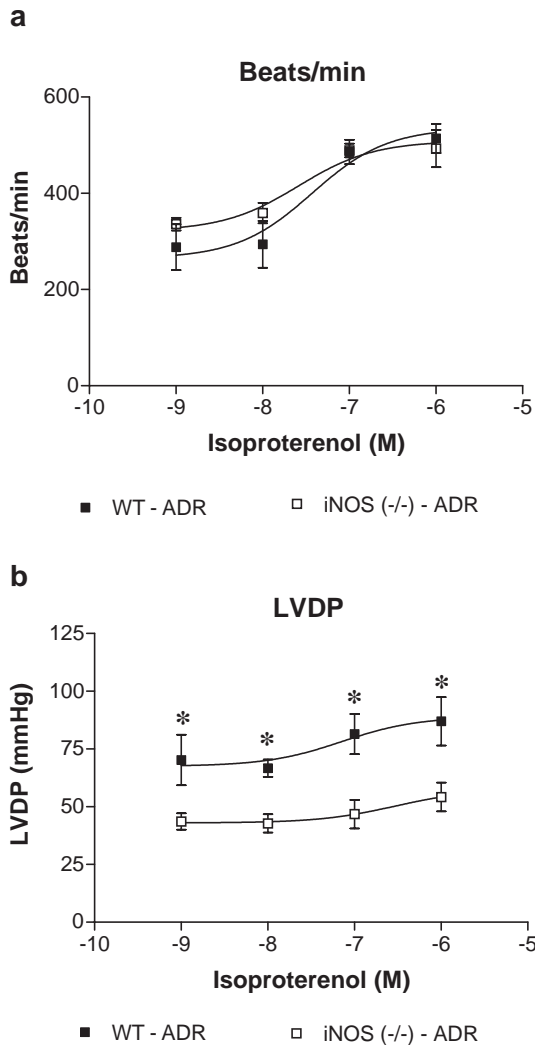 a
Beats/min
600
400
200
0
Beats/min
-10 -9 -8 -7 -6 -5
Isoproterenol (M)
■ WT - ADR □ iNOS (-/-) - ADR
b
LVDP
125
100
75
50
25
0
LVDP (mmHg)
* * * *
-10 -9 -8 -7 -6 -5
Isoproterenol (M)
■ WT - ADR □ iNOS (-/-) - ADR